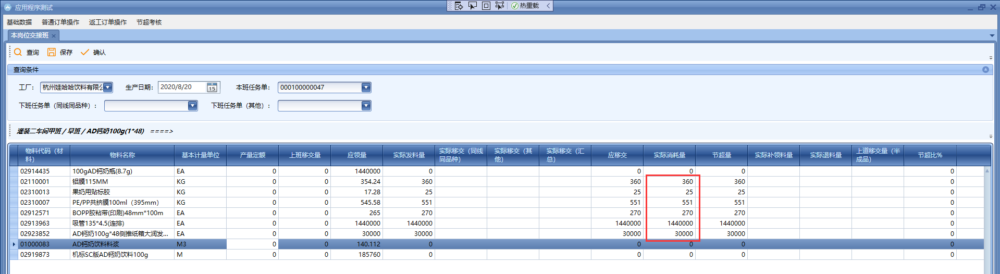 应用程序测试
热重载
基础数据 普通订单操作 返工订单操作 节超考核
本岗位交接班
查询 保存 确认
查询条件
工厂： 杭州娃哈哈饮料有限公 生产日期： 2020/8/20 15 本班任务单： 000100000047
下班任务单（同线同品种）： 下班任务单（其他）：
灌装二车间甲班 / 早班 / AD钙奶100g(1*48) ====>
物料代码（材料） 物料名称 基本计量单位 产量定额 上班移交量 应领量 实际发料量 实际移交（同线同品种） 实际移交（其他） 实际移交（汇总） 应移交 实际消耗量 节超量 实际补领料量 实际退料量 上道移交量（半成品） 节超比%
02914435 100gAD钙奶瓶(8.7g) EA 0 0 1440000 0 0 0 0 0
02110001 铝膜115MM KG 0 0 354.24 360 360 360 360 0
02310013 果奶用贴标胶 KG 0 0 17.28 25 25 25 25 0
02310007 PE/PP共挤膜100ml（395mm） KG 0 0 545.58 551 551 551 551 0
02912571 BOPP胶粘带(印刷)48mm*100m EA 0 0 265 270 270 270 270 0
02913963 吸管135*4.5(连排) EA 0 0 1440000 1440000 1440000 1440000 1440000 0
02923852 AD钙奶100g*48侧推纸箱大润发... EA 0 0 30000 30000 30000 30000 30000 0
01000083 AD钙奶饮料料浆 M3 0 0 140.112 0 0 0 0 0
02919873 机标SC版AD钙奶饮料100g M 0 0 185760 0 0 0 0 0